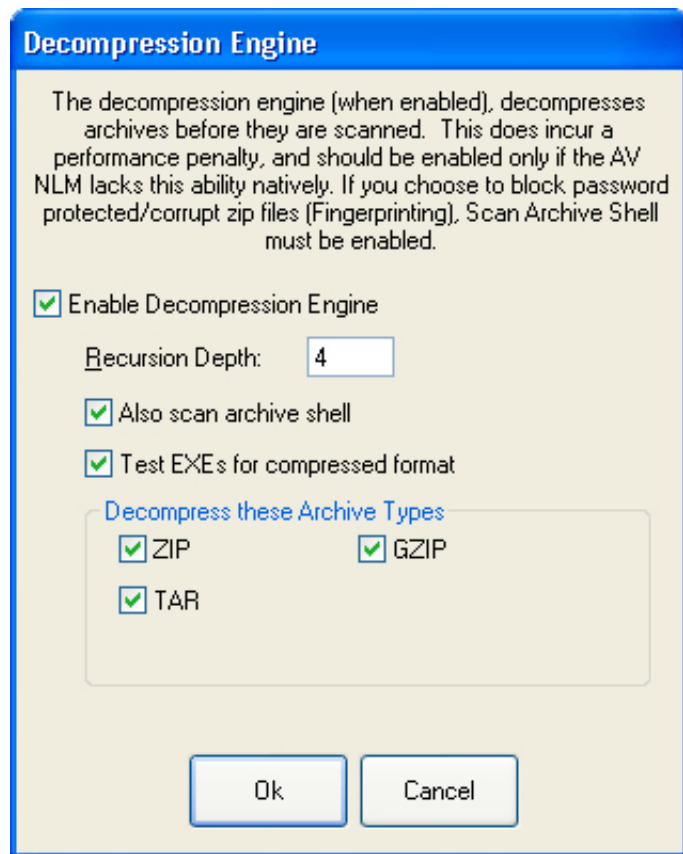 Decompression Engine
The decompression engine (when enabled), decompresses
archives before they are scanned.  This does incur a
performance penalty, and should be enabled only if the AV
NLM lacks this ability natively. If you choose to block password
protected/corrupt zip files (Fingerprinting), Scan Archive Shell
must be enabled.
Enable Decompression Engine
Recursion Depth: 4
Also scan archive shell
Test EXEs for compressed format
Decompress these Archive Types
ZIP GZIP
TAR
Ok Cancel